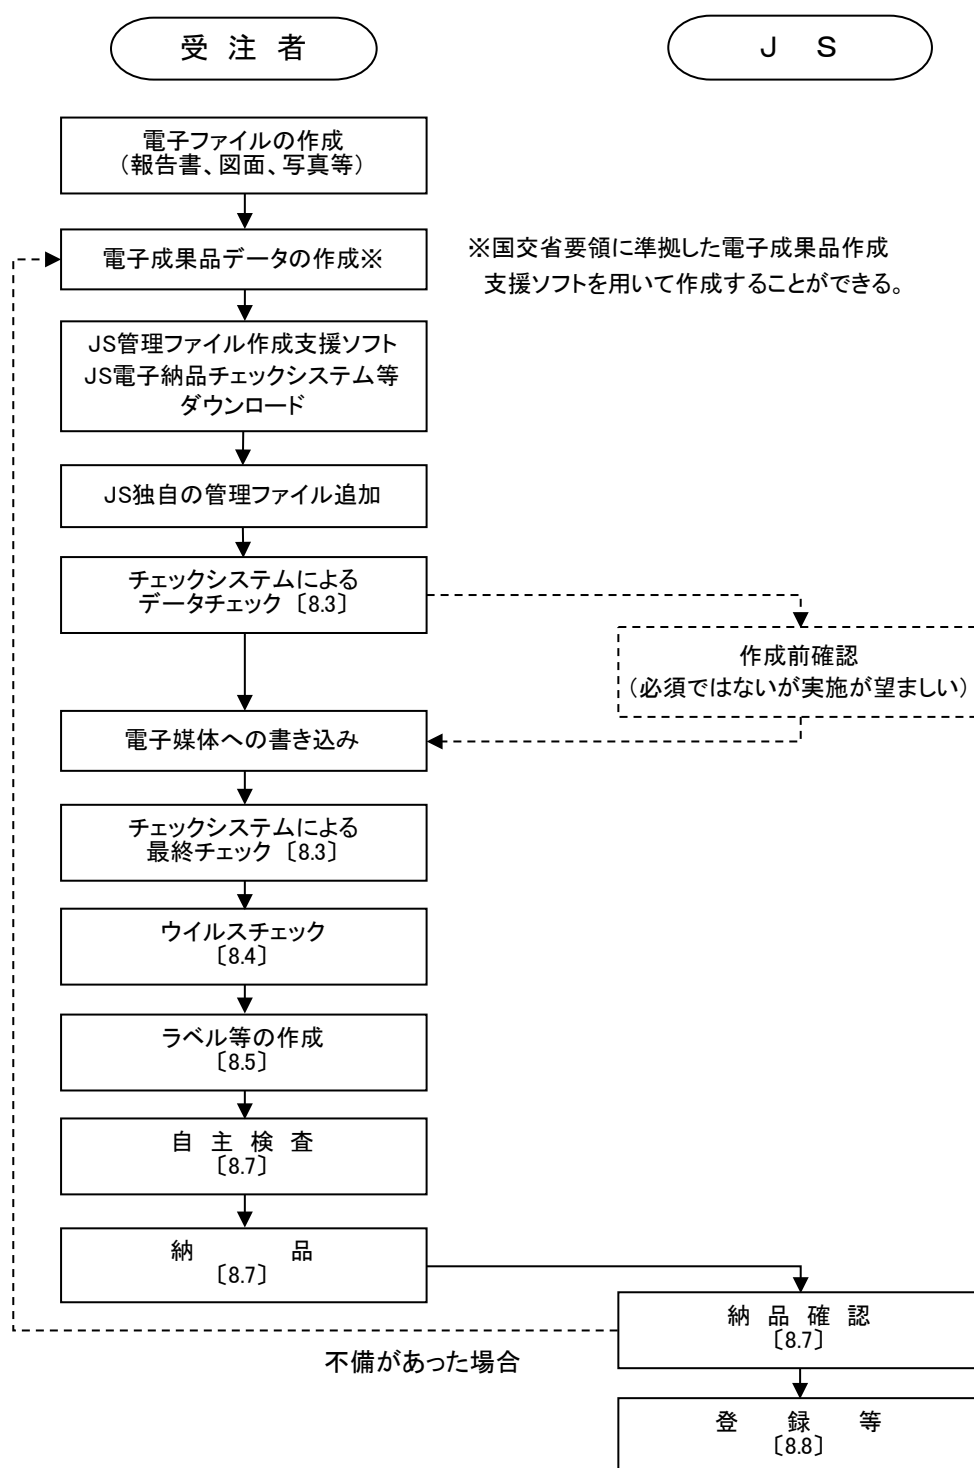 受 注 者
Ｊ Ｓ
電子ファイルの作成
（報告書、図面、写真等）
電子成果品データの作成※
※国交省要領に準拠した電子成果品作成
支援ソフトを用いて作成することができる。
JS管理ファイル作成支援ソフト
JS電子納品チェックシステム等
ダウンロード
JS独自の管理ファイル追加
チェックシステムによる
データチェック〔8.3〕
作成前確認
（必須ではないが実施が望ましい）
電子媒体への書き込み
チェックシステムによる
最終チェック〔8.3〕
ウイルスチェック
〔8.4〕
ラベル等の作成
〔8.5〕
自 主 検 査
〔8.7〕
納 品
〔8.7〕
納 品 確 認
〔8.7〕
不備があった場合
登 録 等
〔8.8〕